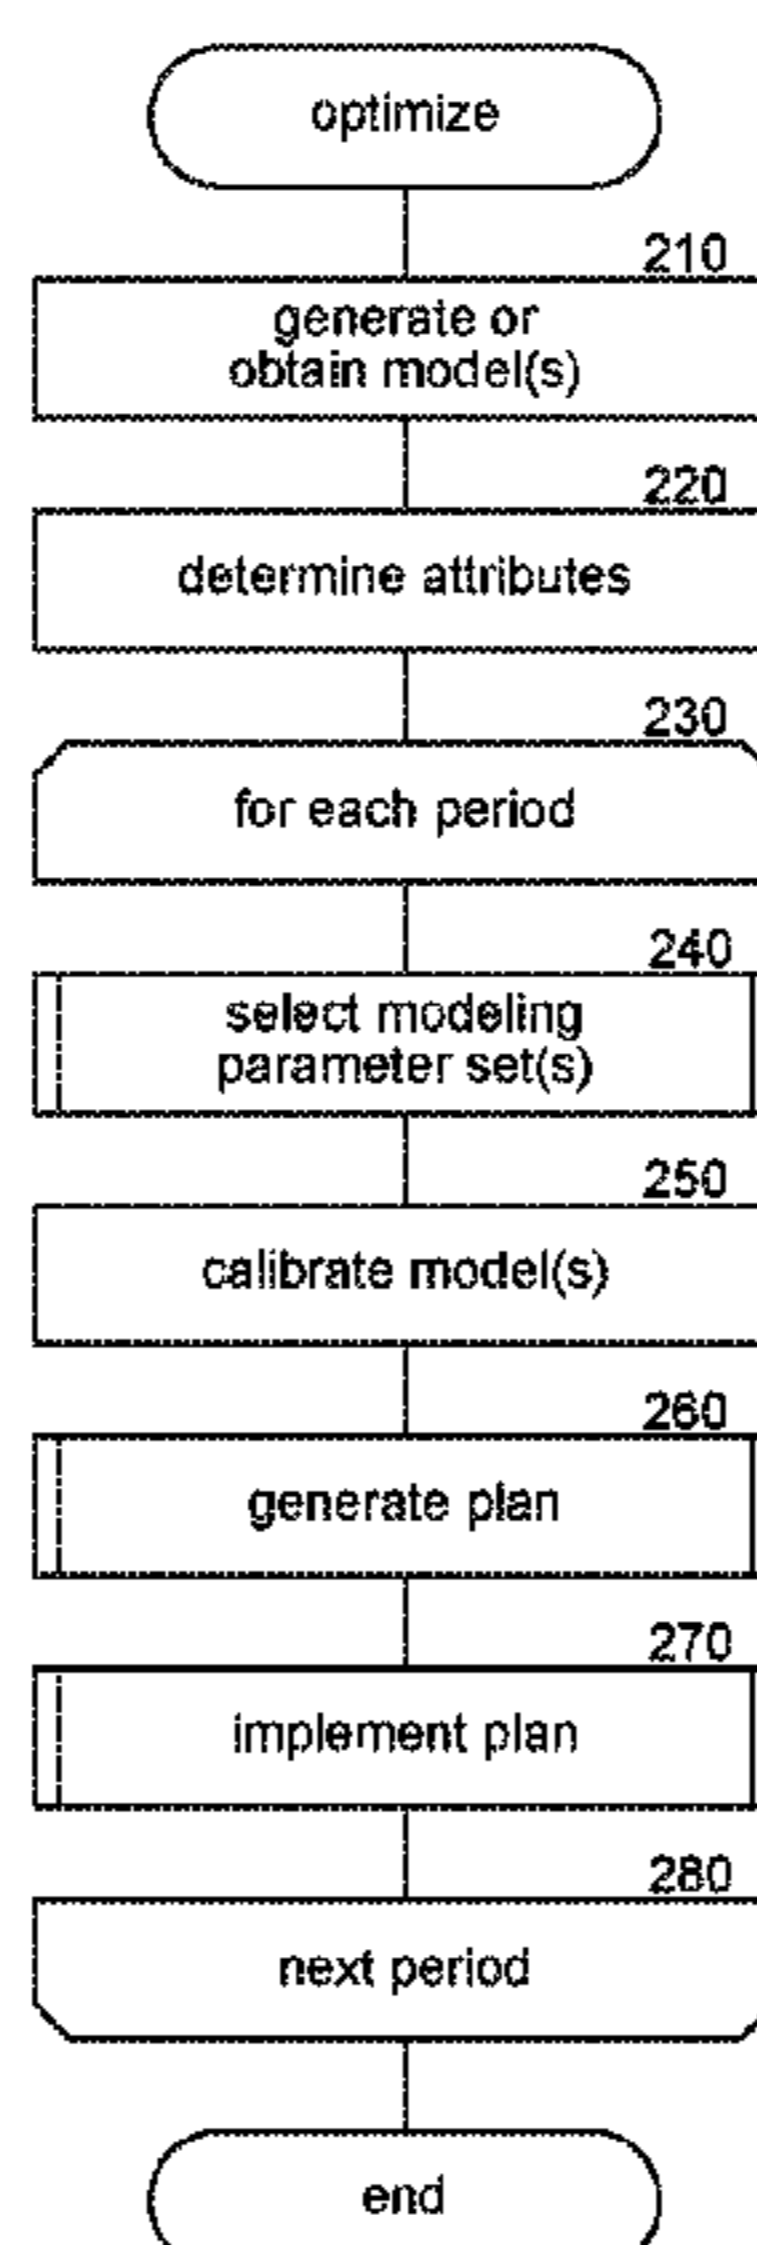 optimize
210
generate or
obtain model(s)
220
determine attributes
230
for each period
240
select modeling
parameter set(s)
250
calibrate model(s)
260
generate plan
270
implement plan
280
next period
end